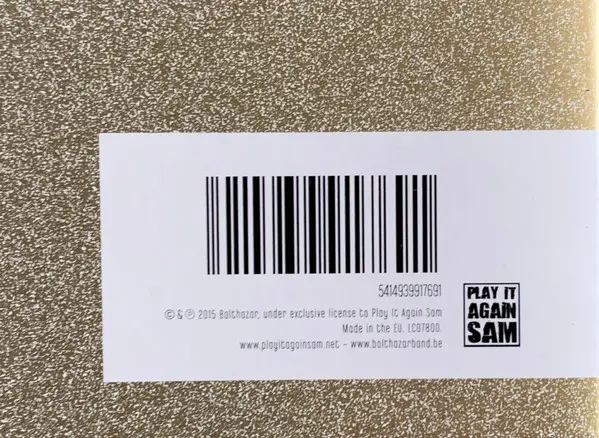 5414939917691
© & ℗ 2015 Balthazar, under exclusive license to Play It Again Sam
Made in the EU. LC07800.
www.playitagainsam.net - www.balthazarband.be
PLAY IT
AGAIN
SAM